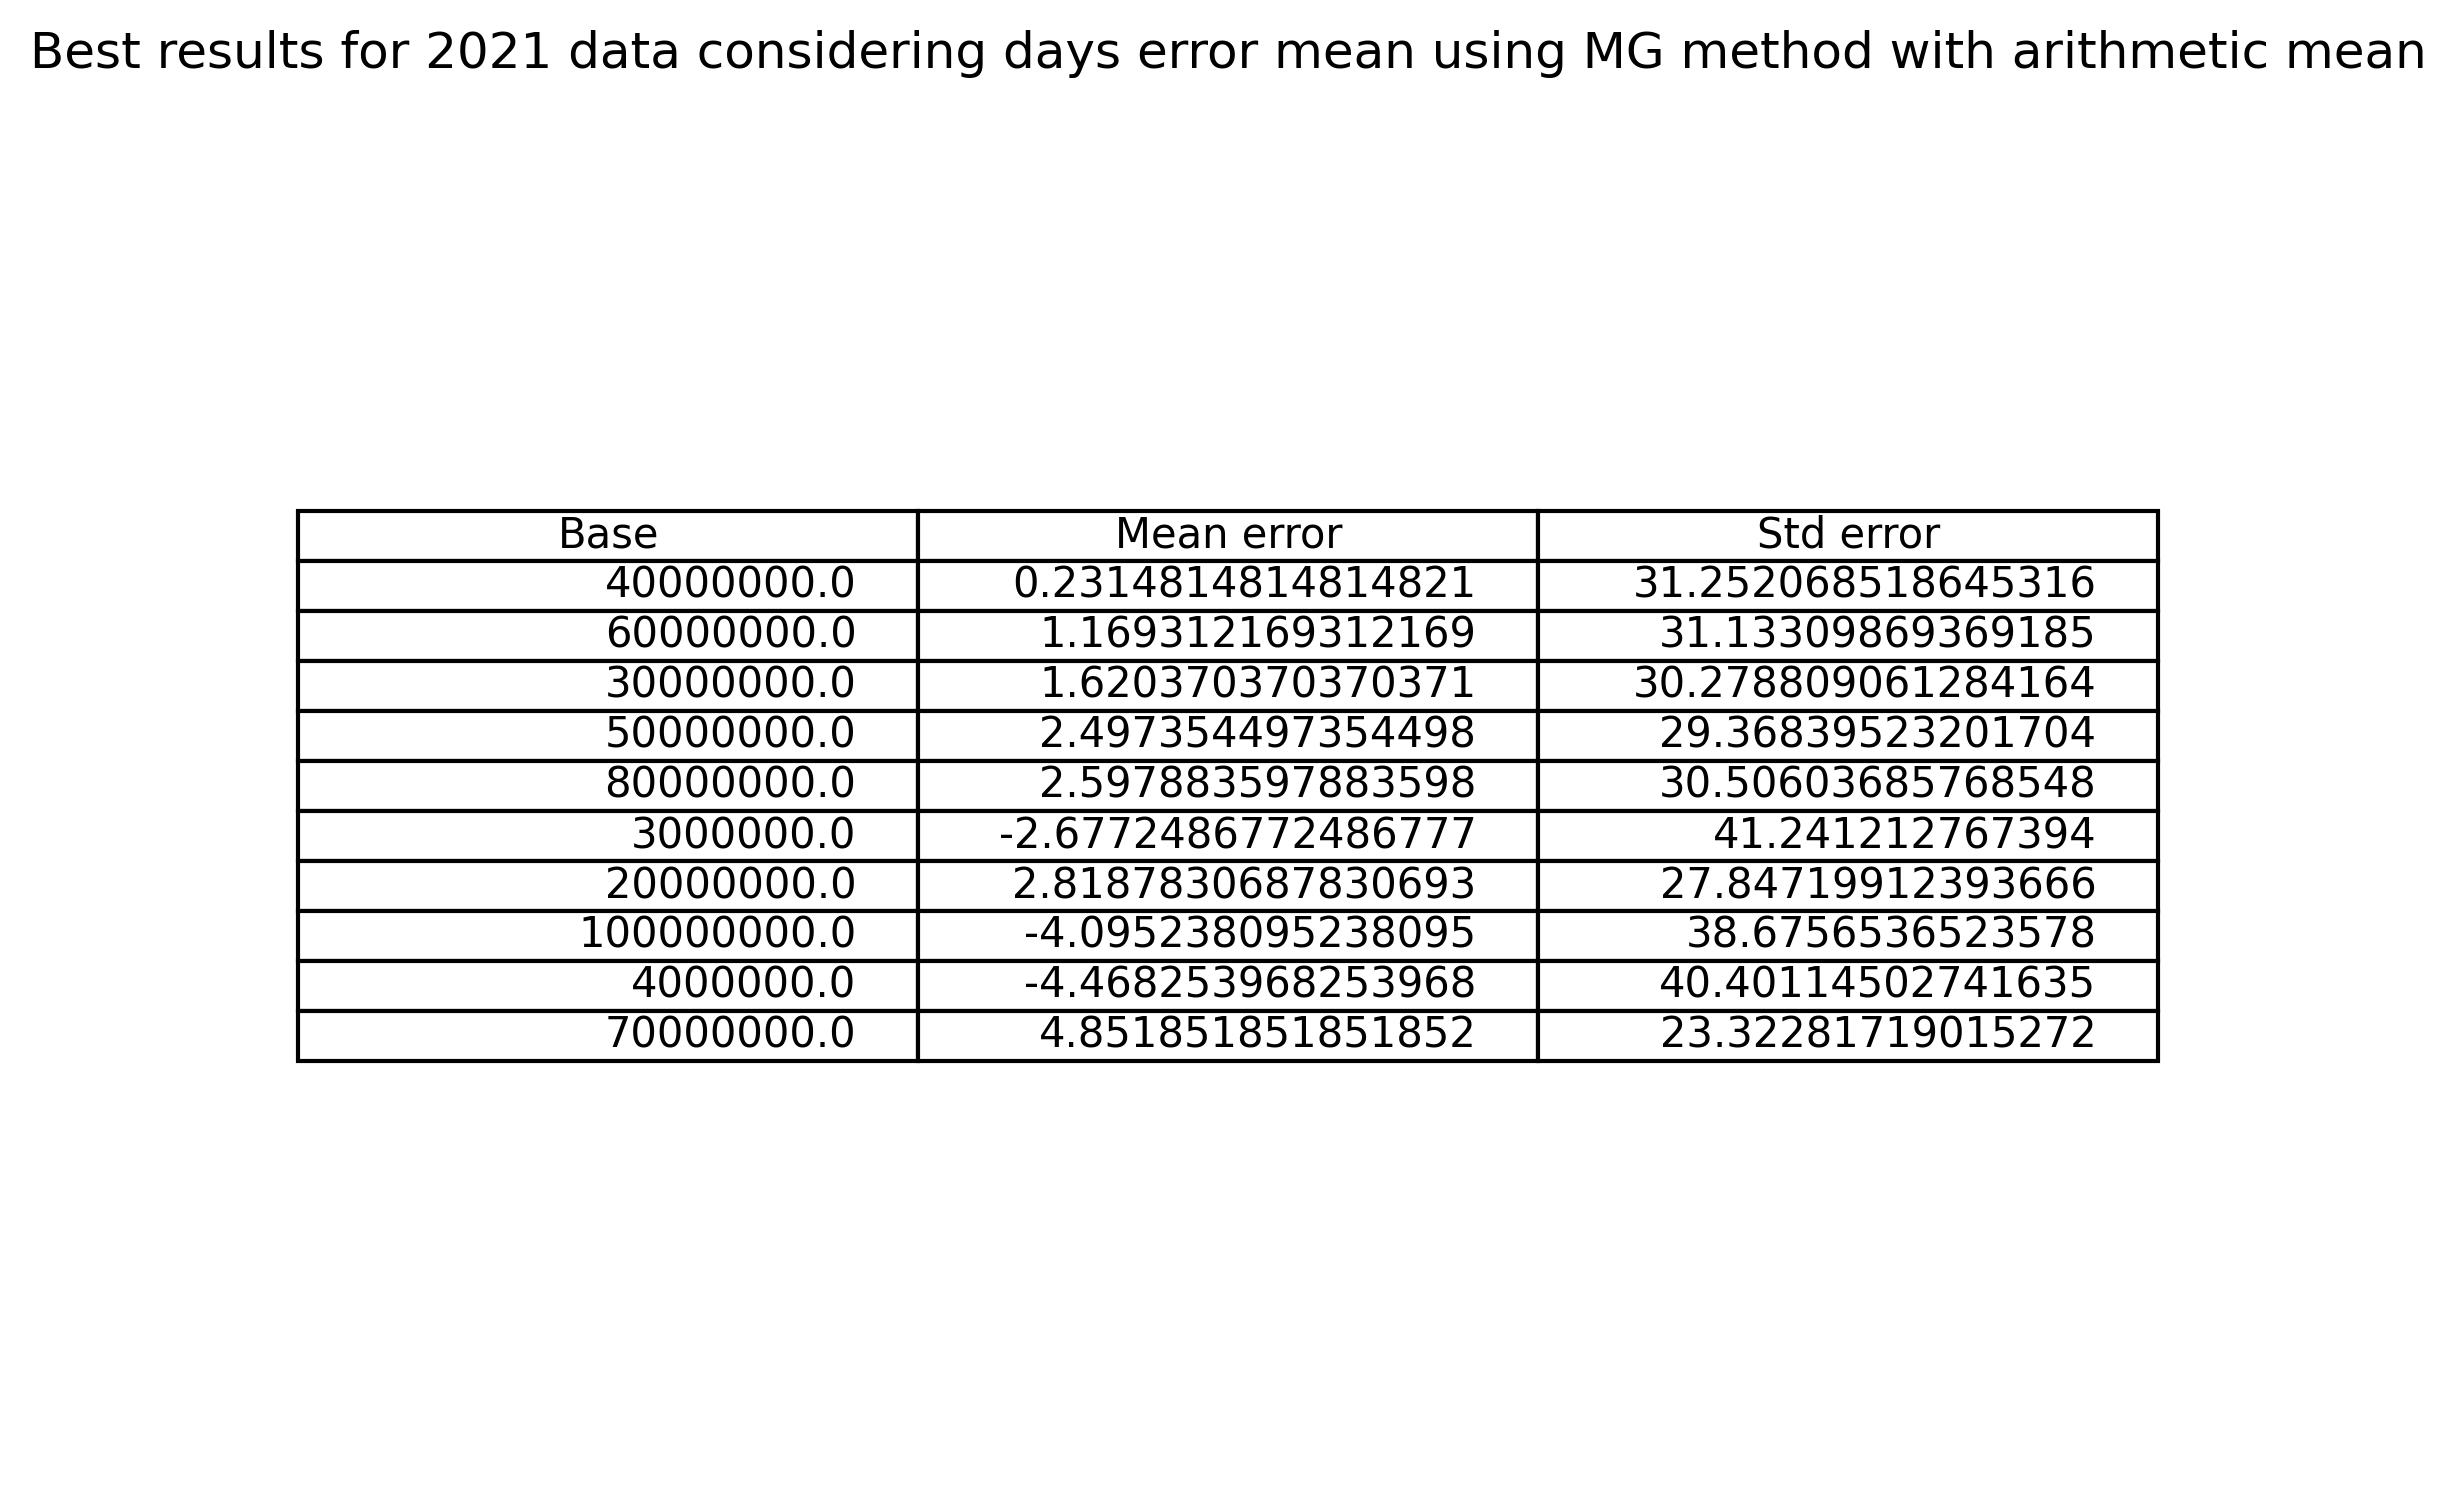 Best results for 2021 data considering days error mean using MG method with arithmetic mean
Base Mean error Std error
40000000.0 0.2314814814814821 31.252068518645316
60000000.0 1.169312169312169 31.13309869369185
30000000.0 1.620370370370371 30.278809061284164
50000000.0 2.497354497354498 29.36839523201704
80000000.0 2.597883597883598 30.50603685768548
3000000.0 -2.6772486772486777 41.241212767394
20000000.0 2.8187830687830693 27.84719912393666
100000000.0 -4.095238095238095 38.6756536523578
4000000.0 -4.468253968253968 40.40114502741635
70000000.0 4.851851851851852 23.32281719015272